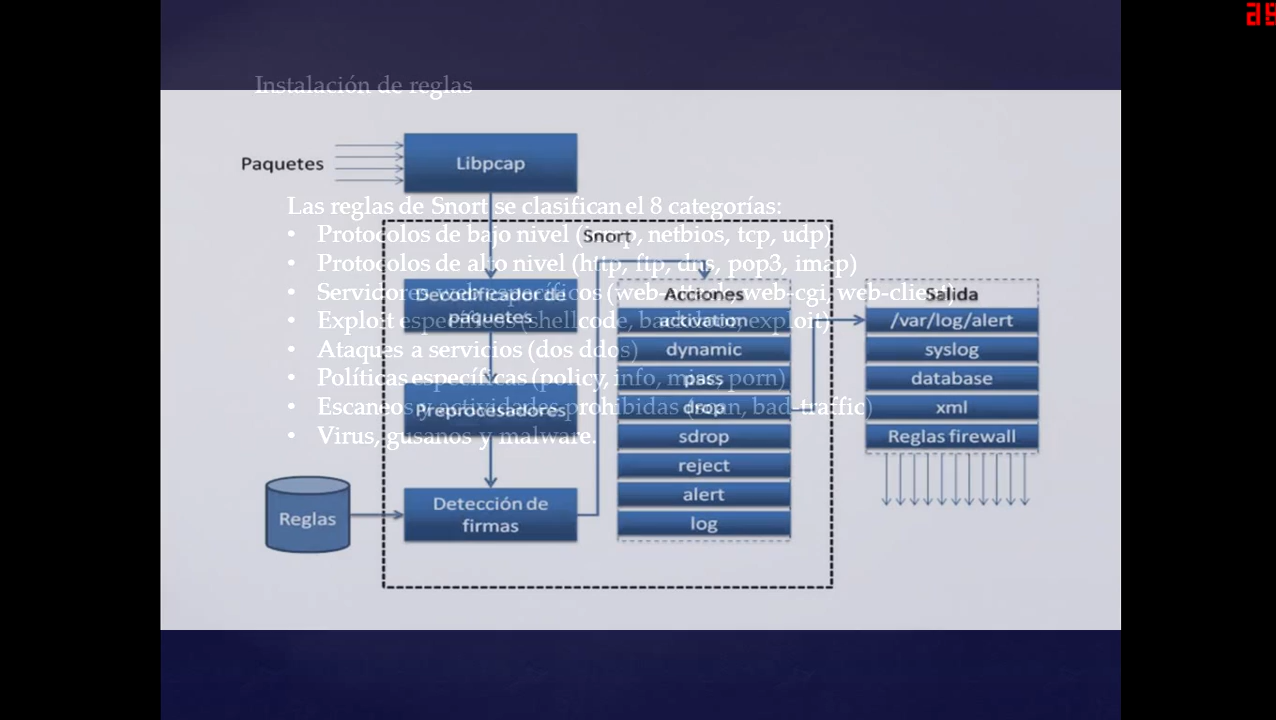 Instalación de reglas
Las reglas de Snort se clasifican el 8 categorías:
• Protocolos de bajo nivel (icmp, netbios, tcp, udp)
• Protocolos de alto nivel (http, ftp, dns, pop3, imap)
• Servidores web específicos (web-attack, web-cgi, web-client)
• Exploit específicos (shellcode, backdoor, exploit)
• Ataques a servicios (dos ddos)
• Políticas específicas (policy, info, misc, porn)
• Escaneos y actividades prohibidas (scan, bad-traffic)
• Virus, gusanos y malware.
Paquetes
Libpcap
Snort
Decodificador de
paquetes
Preprocesadores
Reglas
Detección de
firmas
Acciones
activation
dynamic
pass
drop
sdrop
reject
alert
log
Salida
/var/log/alert
syslog
database
xml
Reglas firewall